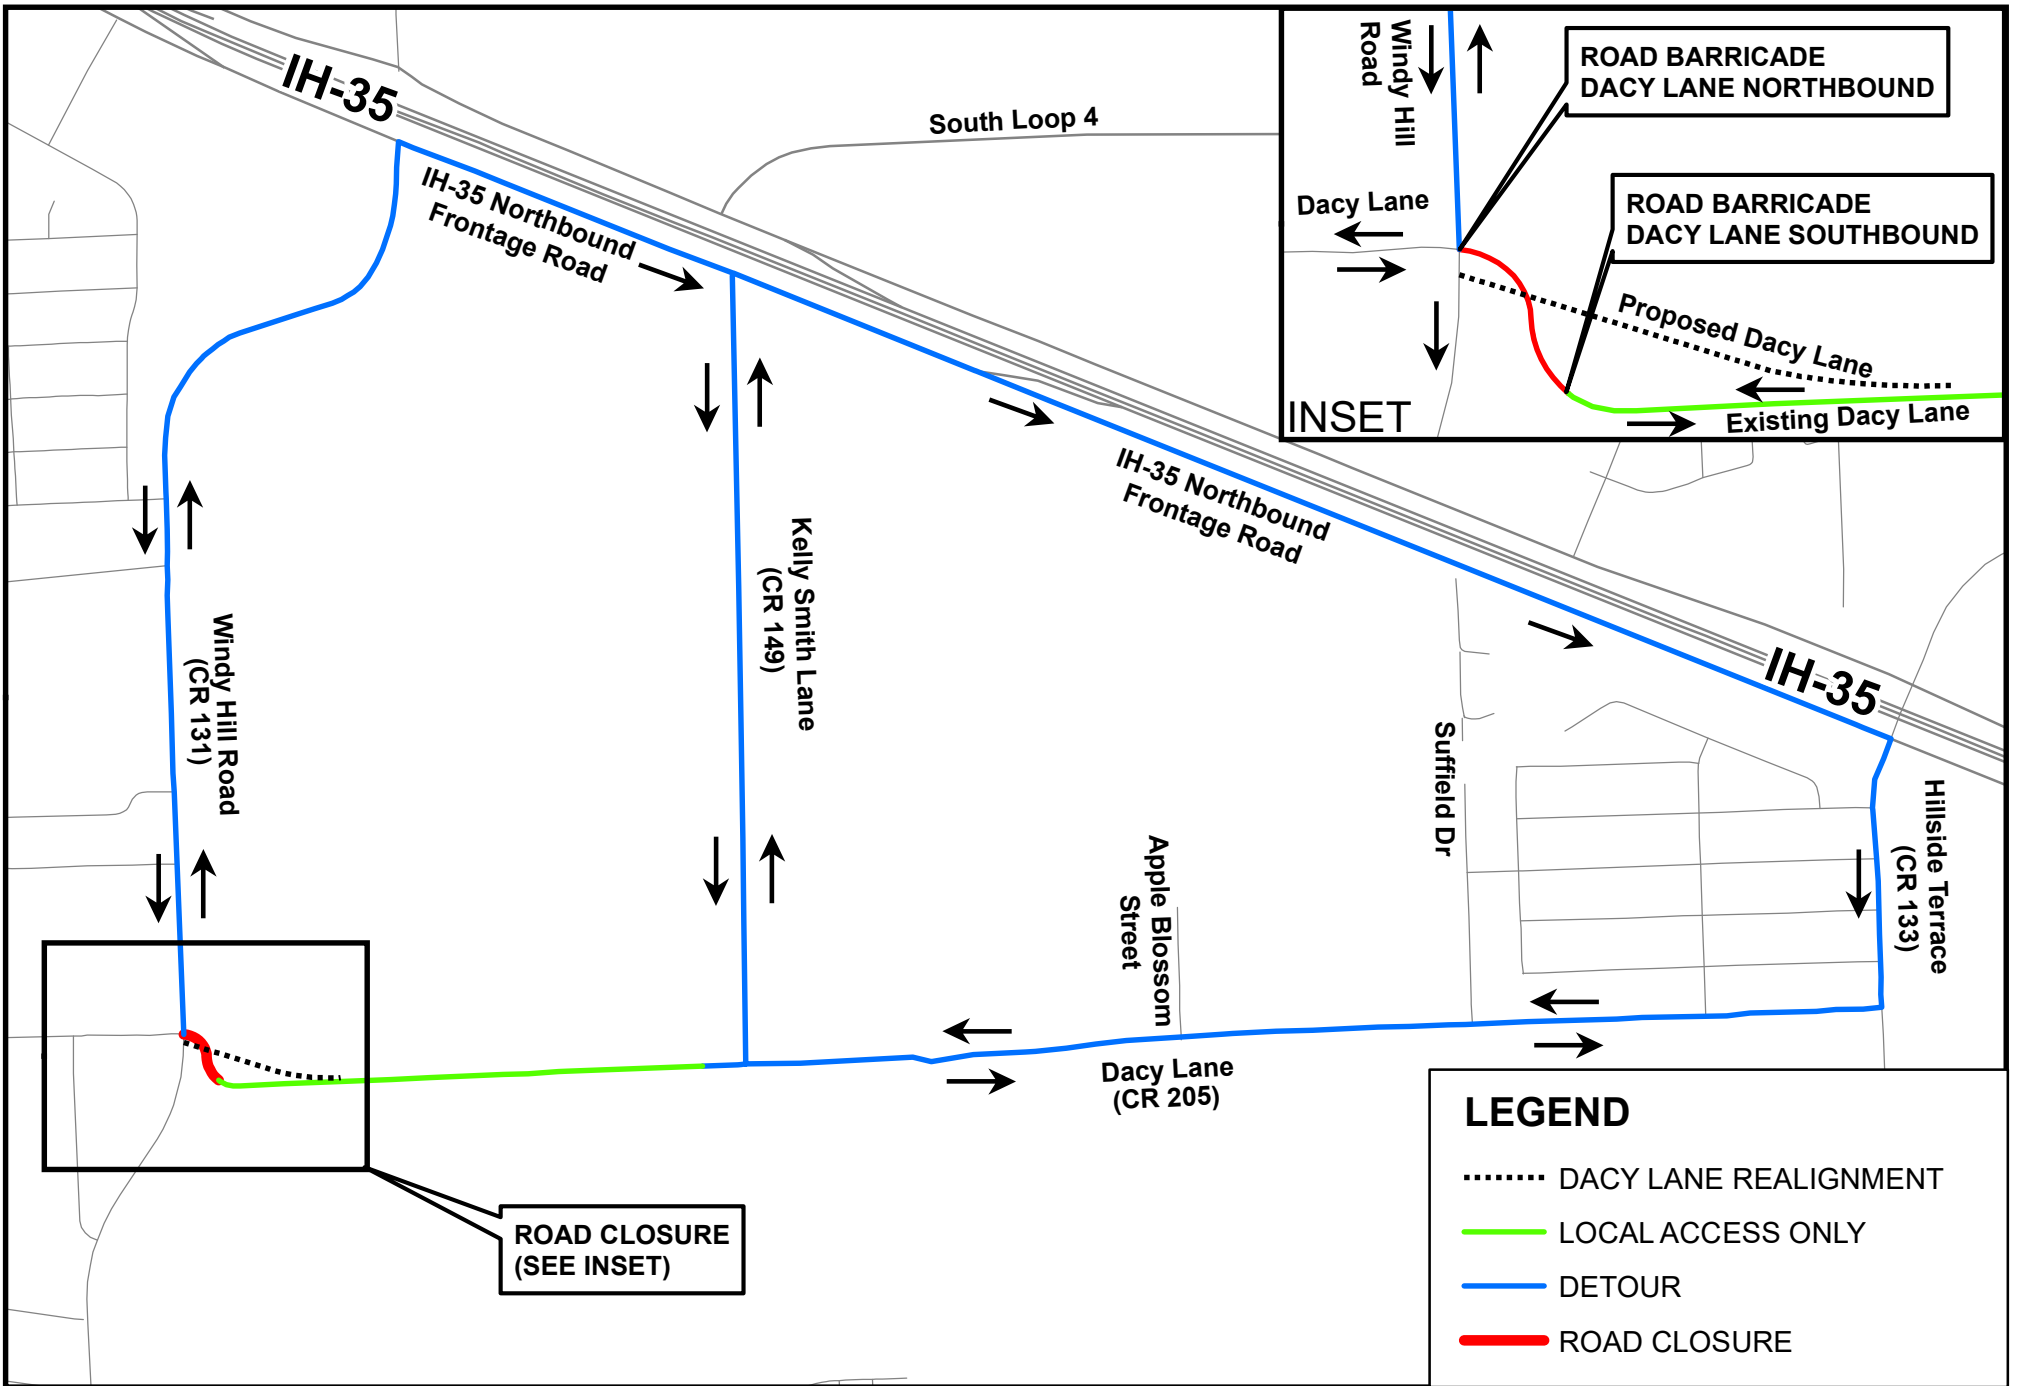 IH-35
South Loop 4
IH-35 Northbound
Frontage Road
Windy Hill
Road
ROAD BARRICADE
DACY LANE NORTHBOUND
Dacy Lane
ROAD BARRICADE
DACY LANE SOUTHBOUND
Proposed Dacy Lane
Existing Dacy Lane
INSET
IH-35 Northbound
Frontage Road
Kelly Smith Lane
(CR 149)
Windy Hill Road
(CR 131)
IH-35
Suffield Dr
Hillside Terrace
(CR 133)
Apple Blossom
Street
Dacy Lane
(CR 205)
ROAD CLOSURE
(SEE INSET)
LEGEND
DACY LANE REALIGNMENT
LOCAL ACCESS ONLY
DETOUR
ROAD CLOSURE